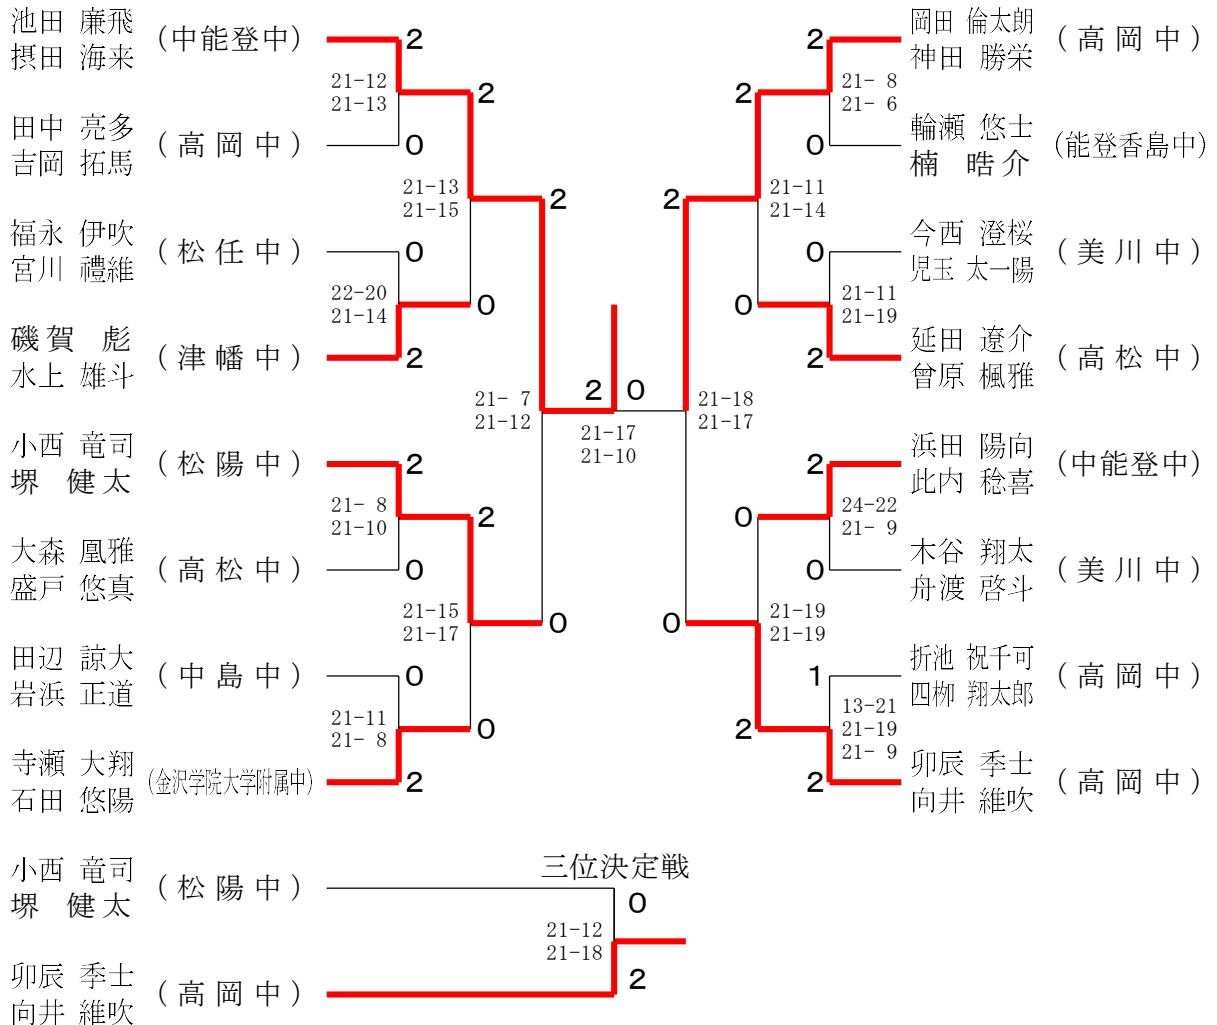 池田 廉飛
摂田 海来
(中能登中)
2
21-12
21-13
2
田中 亮多
吉岡 拓馬
(高岡中)
0
21-13
21-15
2
福永 伊吹
宮川 禮維
(松任中)
0
22-20
21-14
0
磯賀 彪
水上 雄斗
(津幡中)
2
21- 7
21-12
2 0
21-17
21-10
小西 竜司
堺 健太
(松陽中)
2
21- 8
21-10
2
大森 凰雅
盛戸 悠真
(高松中)
0
21-15
21-17
0
田辺 諒大
岩浜 正道
(中島中)
0
21-11
21- 8
0
寺瀬 大翔
石田 悠陽
(金沢学院大学附属中)
2
岡田 倫太朗
神田 勝栄
(高岡中)
2
21- 8
21- 6
2
輪瀬 悠士
楠 晧介
(能登香島中)
0
21-11
21-14
2
今西 澄桜
児玉 太一陽
(美川中)
0
21-11
21-19
0
延田 遼介
曾原 楓雅
(高松中)
2
21-18
21-17
浜田 陽向
此内 稔喜
(中能登中)
2
24-22
21- 9
0
木谷 翔太
舟渡 啓斗
(美川中)
0
21-19
21-19
0
折池 祝千可
四栁 翔太郎
(高岡中)
1
13-21
21-19
21- 9
2
卯辰 季士
向井 維吹
(高岡中)
2
三位決定戦
小西 竜司
堺 健太
(松陽中)
0
21-12
21-18
卯辰 季士
向井 維吹
(高岡中)
2